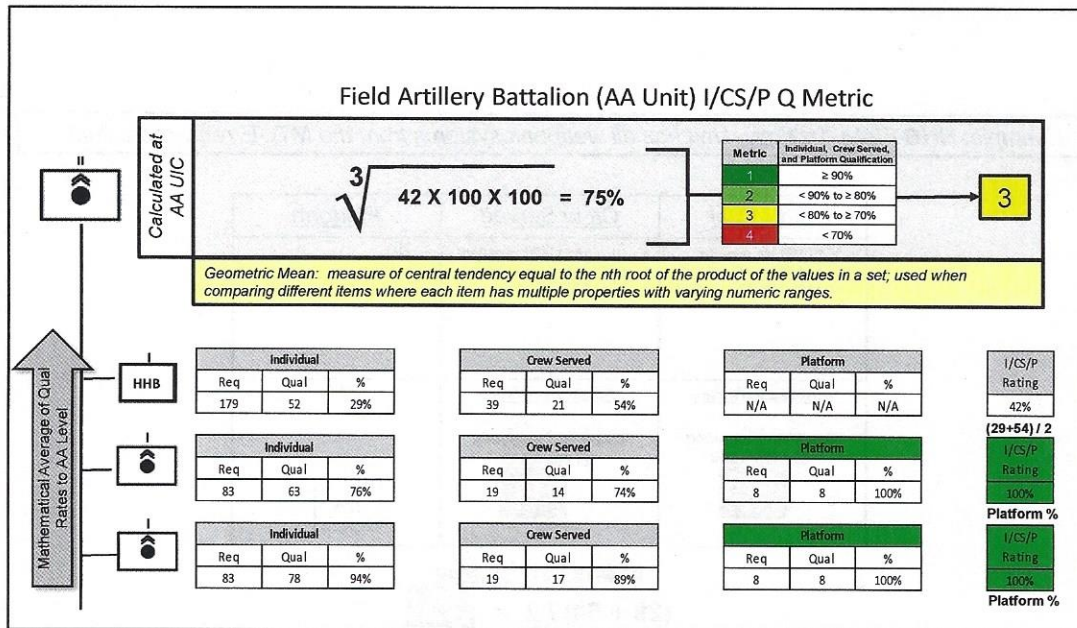 Field Artillery Battalion (AA Unit) I/CS/P Q Metric
II
Calculated at
AA UIC
3
42 X 100 X 100 = 75%
Metric Individual, Crew Served, and Platform Qualification
1 ≥ 90%
2 < 90% to ≥ 80%
3 < 80% to ≥ 70%
4 < 70%
3
Geometric Mean: measure of central tendency equal to the nth root of the product of the values in a set; used when
comparing different items where each item has multiple properties with varying numeric ranges.
Mathematical Average of Qual
Rates to AA Level
I
HHB
Individual Crew Served Platform I/CS/P
Rating
Req Qual % Req Qual % Req Qual %
179 52 29% 39 21 54% N/A N/A N/A 42%
(29+54) / 2
I
Individual Crew Served Platform I/CS/P
Rating
Req Qual % Req Qual % Req Qual %
83 63 76% 19 14 74% 8 8 100% 100%
Platform %
I
Individual Crew Served Platform I/CS/P
Rating
Req Qual % Req Qual % Req Qual %
83 78 94% 19 17 89% 8 8 100% 100%
Platform %